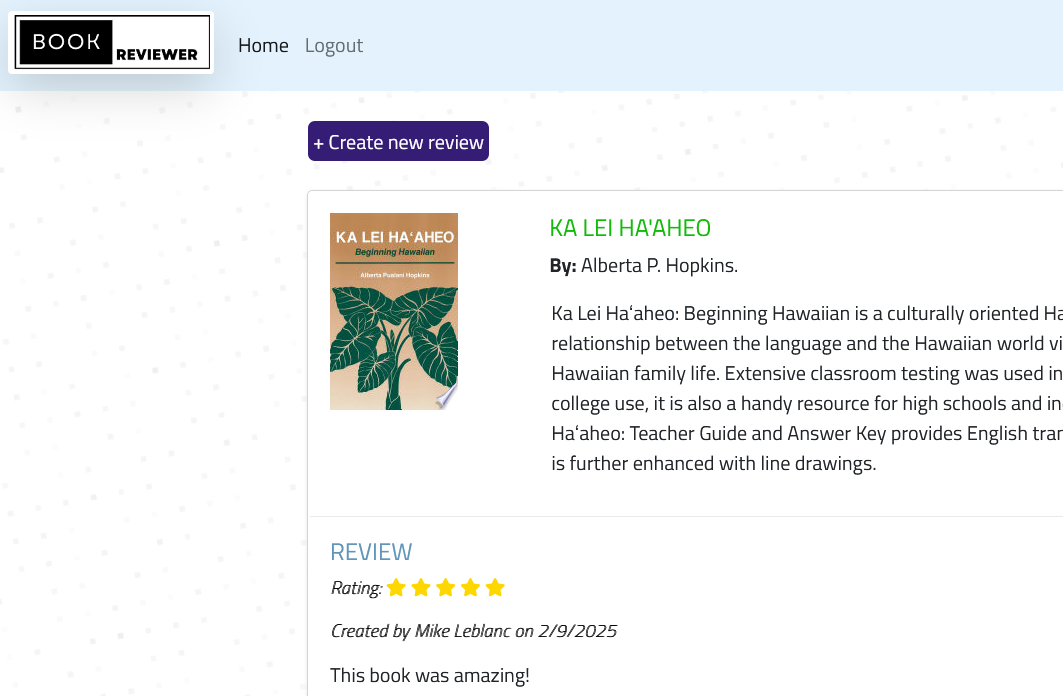 BOOK REVIEWER
Home Logout
+ Create new review
KA LEI HAʻAHEO
Beginning Hawaiian
Alberta Pualani Hopkins
KA LEI HA'AHEO
By: Alberta P. Hopkins.
Ka Lei Haʻaheo: Beginning Hawaiian is a culturally oriented Ha
relationship between the language and the Hawaiian world vi
Hawaiian family life. Extensive classroom testing was used in
college use, it is also a handy resource for high schools and in
Haʻaheo: Teacher Guide and Answer Key provides English tran
is further enhanced with line drawings.
REVIEW
Rating:
Created by Mike Leblanc on 2/9/2025
This book was amazing!